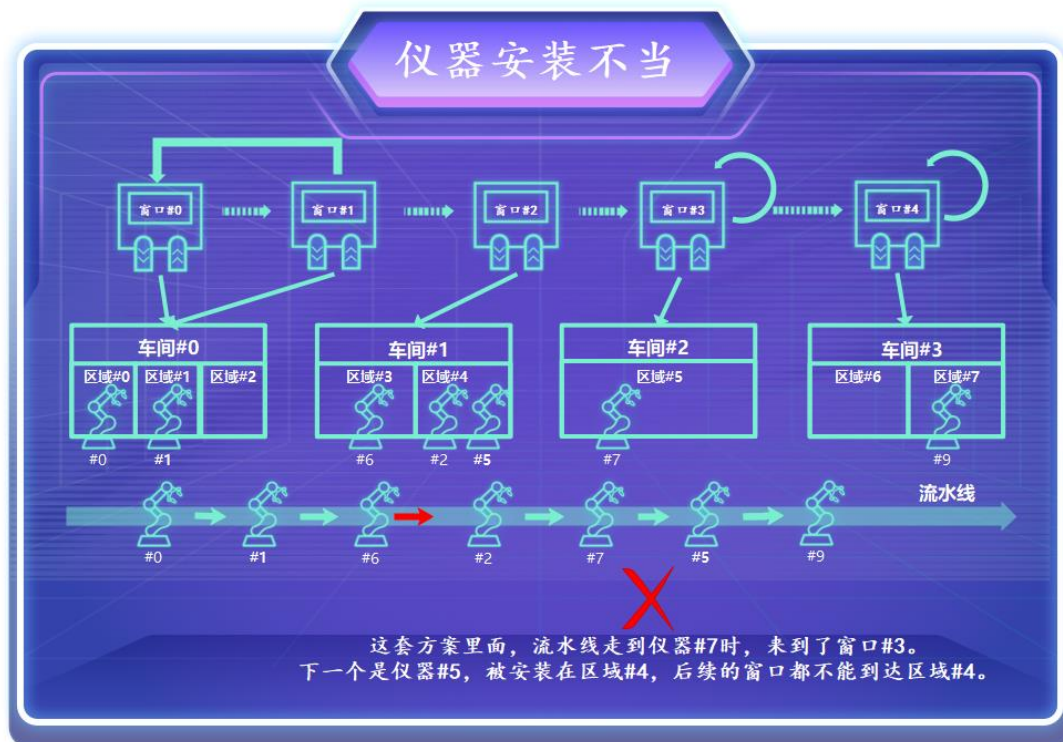 仪器安装不当
窗口#0 窗口#1 窗口#2 窗口#3 窗口#4
车间#0 车间#1 车间#2 车间#3
区域#0 区域#1 区域#2 区域#3 区域#4 区域#5 区域#6 区域#7
#0 #1 #6 #2 #5 #7 #9
流水线
#0 #1 #6 #2 #7 #5 #9
这套方案里面，流水线走到仪器#7时，来到了窗口#3。
下一个是仪器#5，被安装在区域#4，后续的窗口都不能到达区域#4。